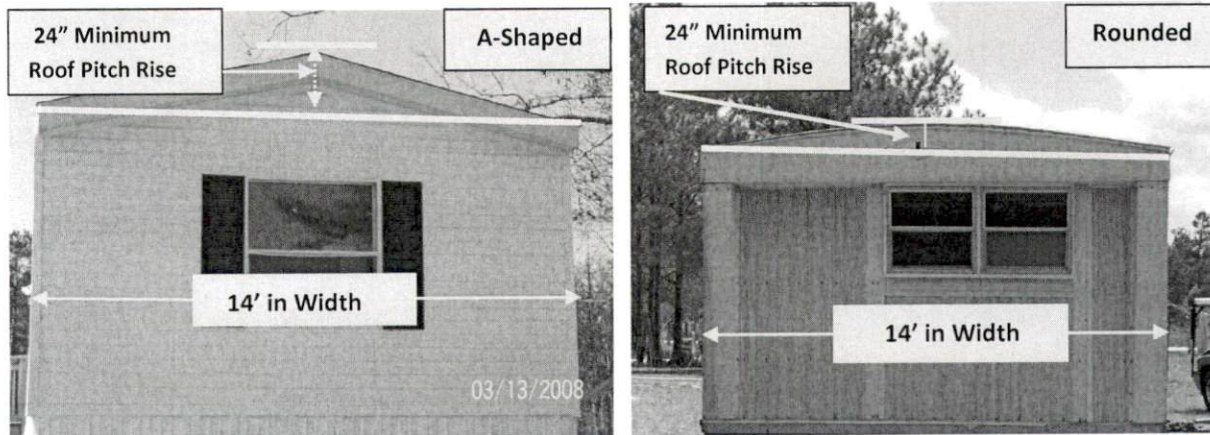 24” Minimum
Roof Pitch Rise
A-Shaped
14’ in Width
03/13/2008
24” Minimum
Roof Pitch Rise
Rounded
14’ in Width